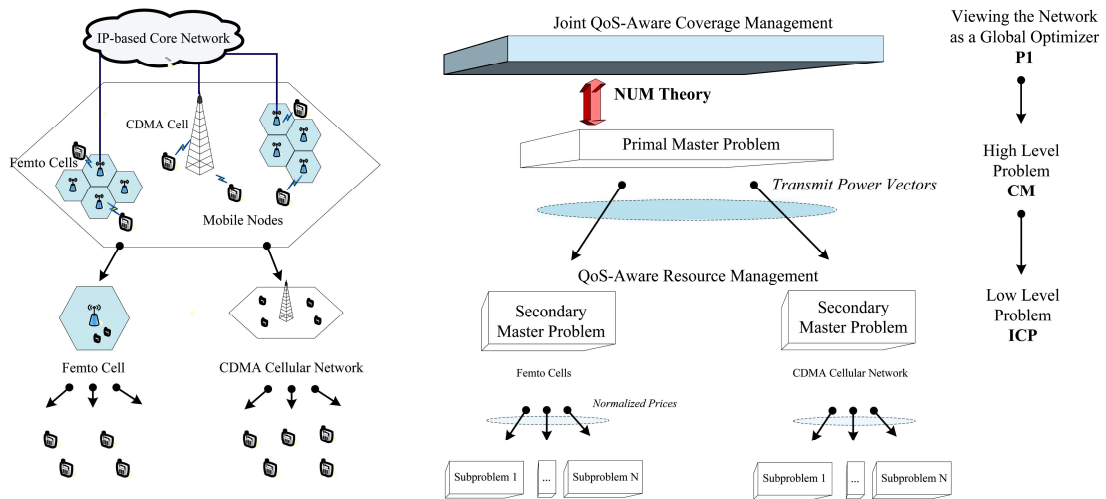 IP-based Core Network
CDMA Cell
Femto Cells
Mobile Nodes
Femto Cell
CDMA Cellular Network
Joint QoS-Aware Coverage Management
NUM Theory
Primal Master Problem
Transmit Power Vectors
QoS-Aware Resource Management
Secondary
Master Problem
Secondary
Master Problem
Femto Cells
CDMA Cellular Network
Normalized Prices
Subproblem 1
...
Subproblem N
Subproblem 1
...
Subproblem N
Viewing the Network
as a Global Optimizer
P1
High Level
Problem
CM
Low Level
Problem
ICP